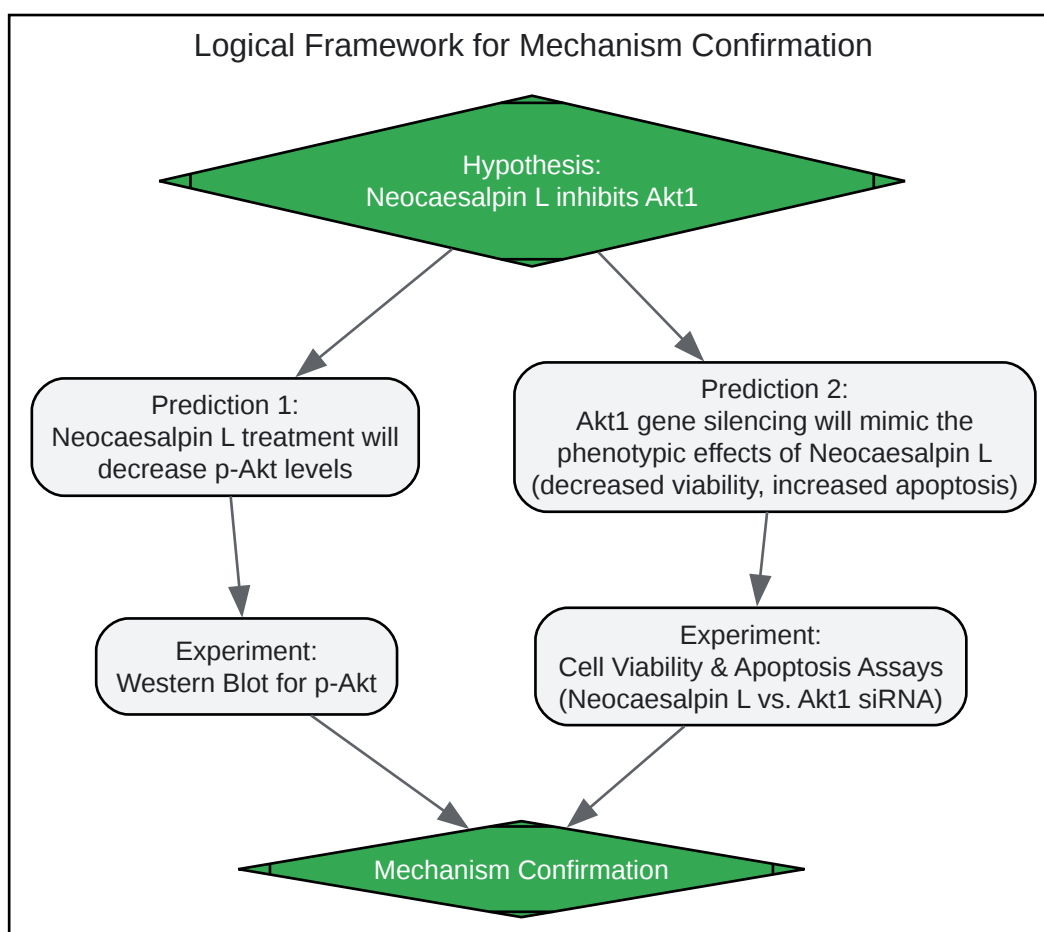 Logical Framework for Mechanism Confirmation
Hypothesis:
Neocaesalpin L inhibits Akt1
Prediction 1:
Neocaesalpin L treatment will
decrease p-Akt levels
Prediction 2:
Akt1 gene silencing will mimic the
phenotypic effects of Neocaesalpin L
(decreased viability, increased apoptosis)
Experiment:
Western Blot for p-Akt
Experiment:
Cell Viability & Apoptosis Assays
(Neocaesalpin L vs. Akt1 siRNA)
Mechanism Confirmation